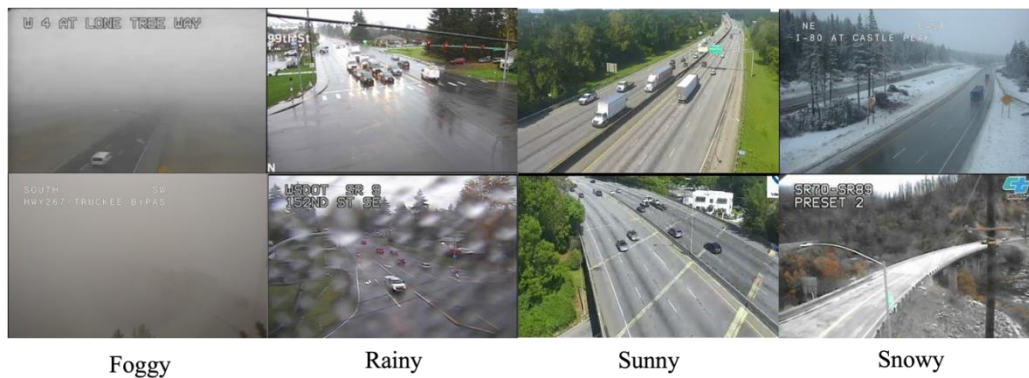 W 4 AT LONE TREE WAY
99th St
N
NE
I-80 AT CASTLE PEAK
SOUTH SW
HWY267 TRUCKEE BYPAS
WSDOT SR 9
152ND ST SE
SR70-SR89
PRESET 2
Foggy
Rainy
Sunny
Snowy